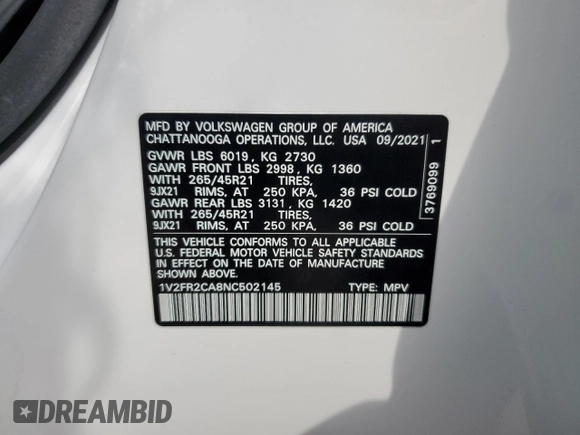 MFD BY VOLKSWAGEN GROUP OF AMERICA
CHATTANOOGA OPERATIONS, LLC. USA 09/2021
GVWR LBS 6019, KG 2730
GAWR FRONT LBS 2998, KG 1360
WITH 265/45R21 TIRES,
9JX21 RIMS, AT 250 KPA, 36 PSI COLD
GAWR REAR LBS 3131, KG 1420
WITH 265/45R21 TIRES,
9JX21 RIMS, AT 250 KPA, 36 PSI COLD
THIS VEHICLE CONFORMS TO ALL APPLICABLE
U.S. FEDERAL MOTOR VEHICLE SAFETY STANDARDS
IN EFFECT ON THE DATE OF MANUFACTURE
SHOWN ABOVE.
1V2FR2CA8NC502145 TYPE: MPV
3769099 1
DREAMBID